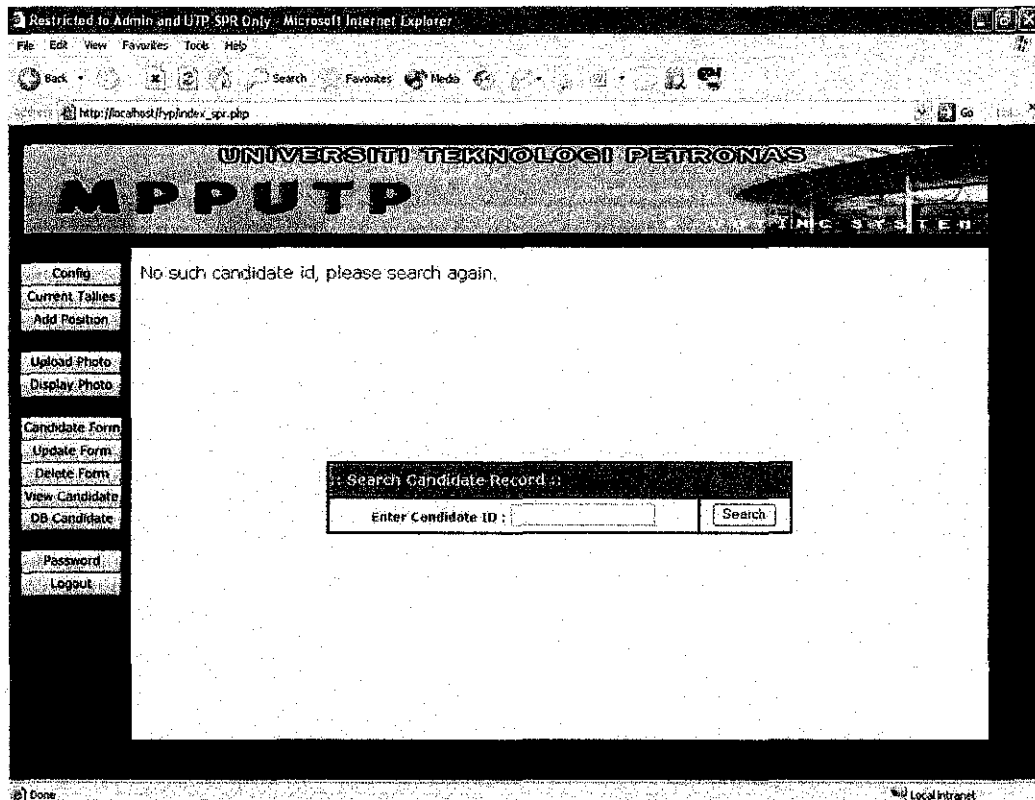 Restricted to Admin and UTP-SPR Only - Microsoft Internet Explorer
File Edit View Favorites Tools Help
Back Search Favorites Media
Address http://localhost/fyp/index_spr.php Go
UNIVERSITI TEKNOLOGI PETRONAS
MPPUTP
SYSTEM
No such candidate id, please search again.
Config
Current Tallies
Add Position
Upload Photo
Display Photo
Candidate Form
Update Form
Delete Form
View Candidate
DB Candidate
Password
Logout
:: Search Candidate Record ::
Enter Candidate ID : Search
Done Local intranet